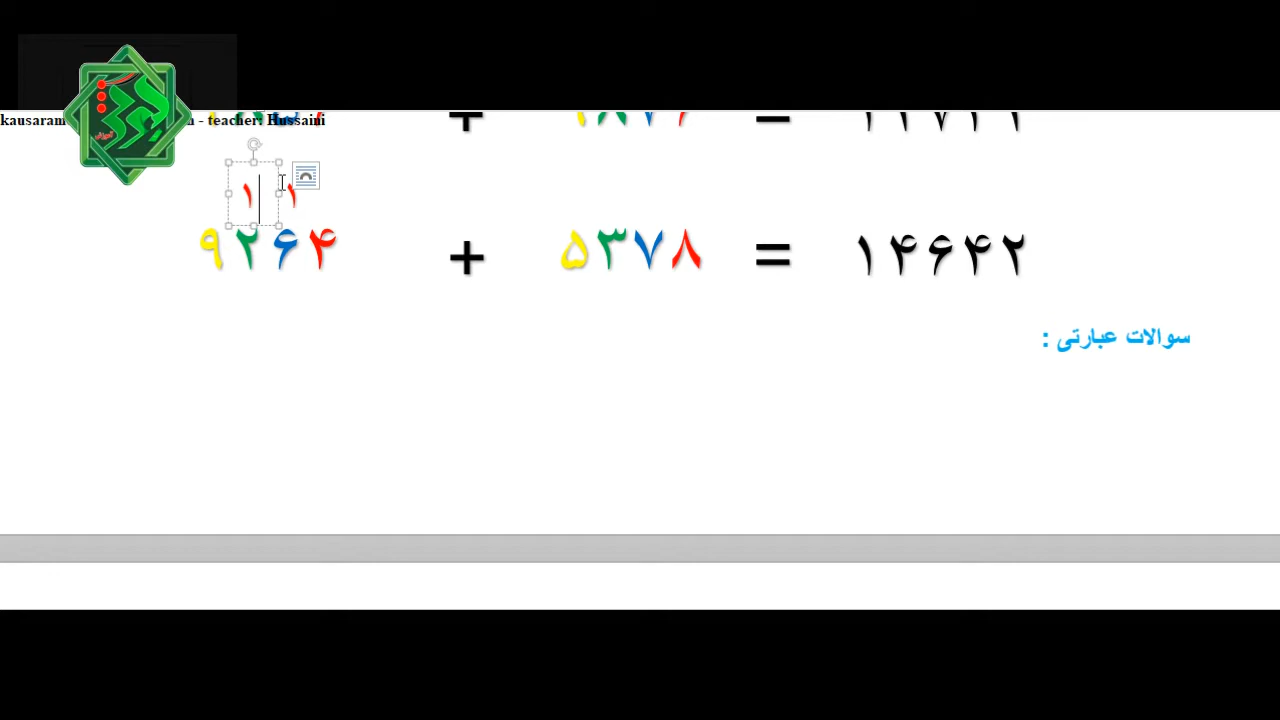 kausaram - teacher: Hussaini
۱ ۱
۹۲۶۴ + ۵۳۷۸ = ۱۴۶۴۲
سوالات عبارتی :